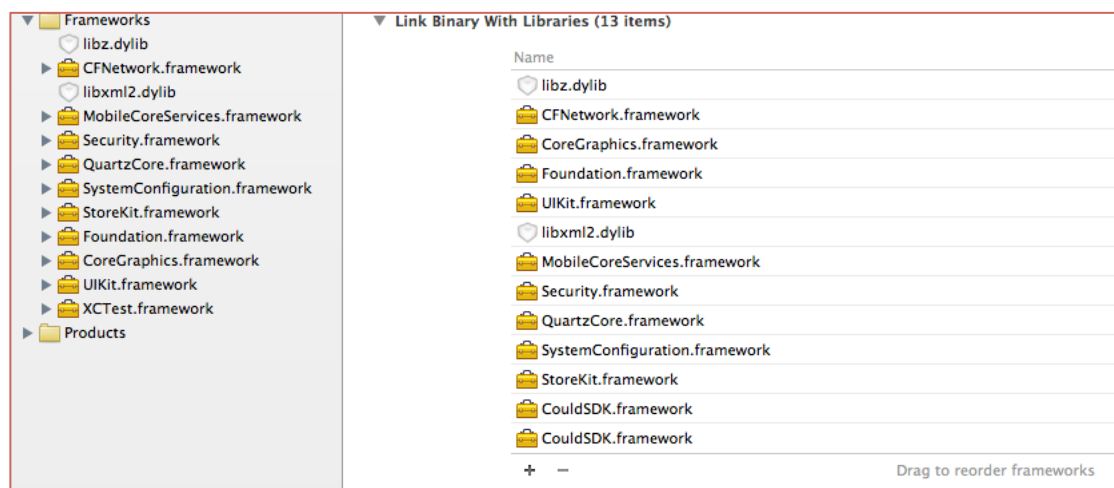 Frameworks
libz.dylib
CFNetwork.framework
libxml2.dylib
MobileCoreServices.framework
Security.framework
QuartzCore.framework
SystemConfiguration.framework
StoreKit.framework
Foundation.framework
CoreGraphics.framework
UIKit.framework
XCTest.framework
Products
Link Binary With Libraries (13 items)
Name
libz.dylib
CFNetwork.framework
CoreGraphics.framework
Foundation.framework
UIKit.framework
libxml2.dylib
MobileCoreServices.framework
Security.framework
QuartzCore.framework
SystemConfiguration.framework
StoreKit.framework
CouldSDK.framework
CouldSDK.framework
+ − Drag to reorder frameworks